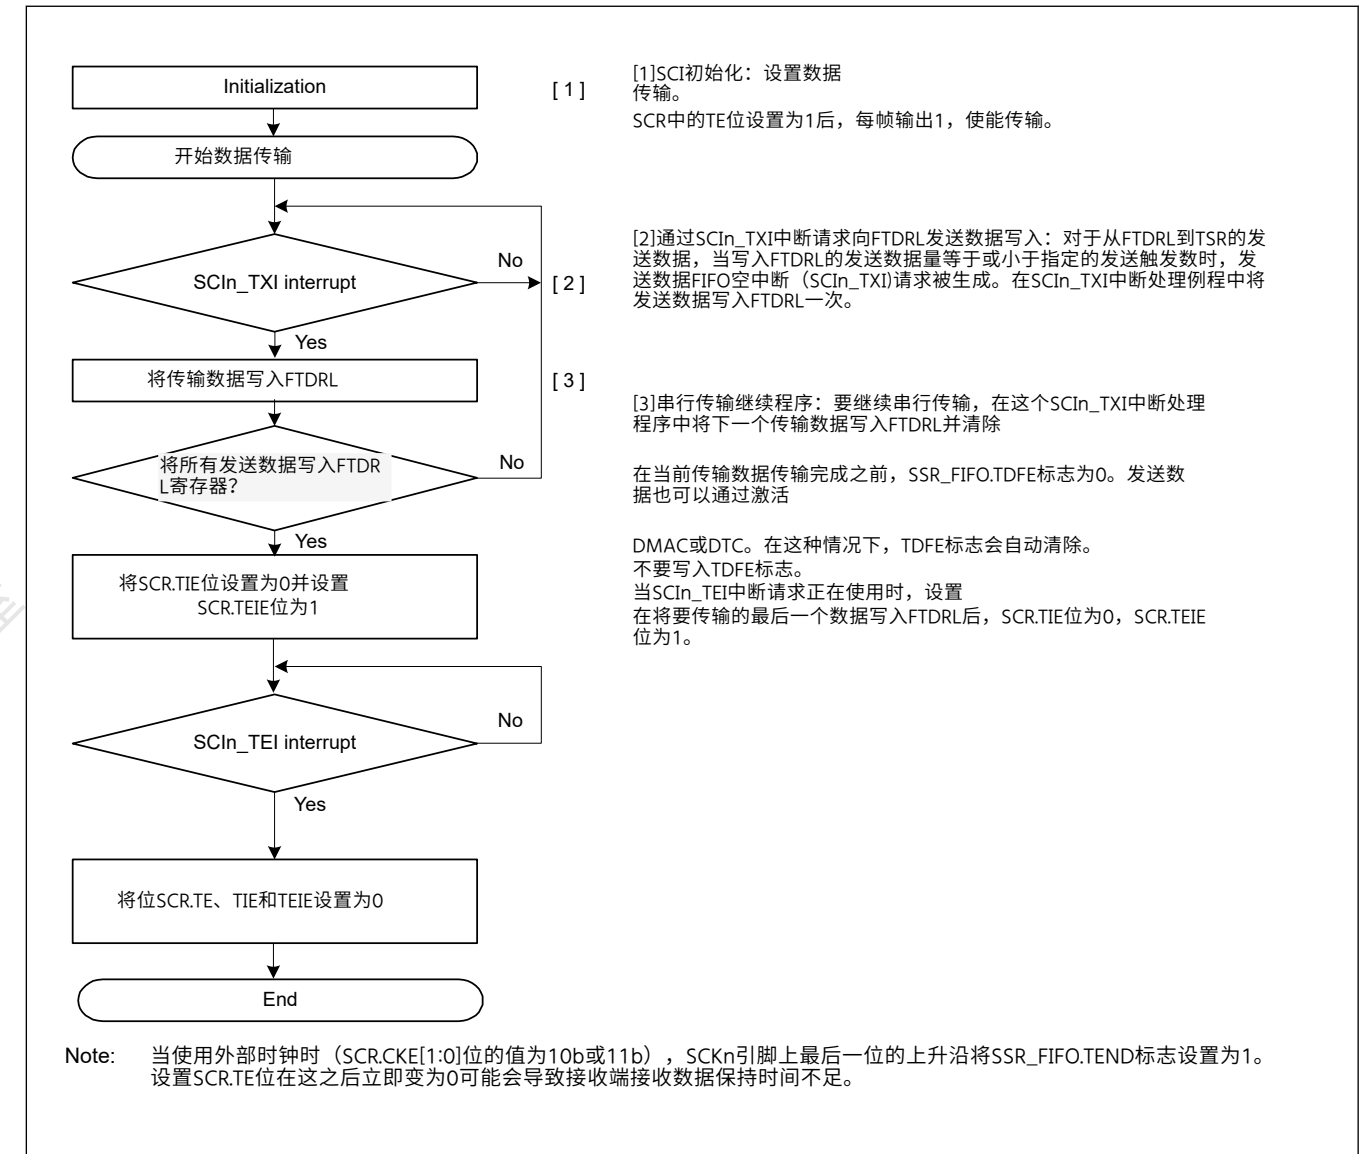 Initialization
[ 1 ]
[1]SCI初始化：设置数据
传输。
SCR中的TE位设置为1后，每帧输出1，使能传输。
开始数据传输
SCIn_TXI interrupt
No
[ 2 ]
[2]通过SCIn_TXI中断请求向FTDRL发送数据写入：对于从FTDRL到TSR的发
送数据，当写入FTDRL的发送数据量等于或小于指定的发送触发数时，发
送数据FIFO空中断（SCIn_TXI)请求被生成。在SCIn_TXI中断处理例程中将
发送数据写入FTDRL一次。
Yes
将传输数据写入FTDRL
[ 3 ]
[3]串行传输继续程序：要继续串行传输，在这个SCIn_TXI中断处理
程序中将下一个传输数据写入FTDRL并清除
将所有发送数据写入FTDR
L寄存器？
No
在当前传输数据传输完成之前，SSR_FIFO.TDFE标志为0。发送数
据也可以通过激活
Yes
DMAC或DTC。在这种情况下，TDFE标志会自动清除。
不要写入TDFE标志。
当SCIn_TEI中断请求正在使用时，设置
在将要传输的最后一个数据写入FTDRL后，SCR.TIE位为0，SCR.TEIE
位为1。
将SCR.TIE位设置为0并设置
SCR.TEIE位为1
SCIn_TEI interrupt
No
Yes
将位SCR.TE、TIE和TEIE设置为0
End
Note: 当使用外部时钟时（SCR.CKE[1:0]位的值为10b或11b），SCKn引脚上最后一位的上升沿将SSR_FIFO.TEND标志设置为1。
设置SCR.TE位在这之后立即变为0可能会导致接收端接收数据保持时间不足。